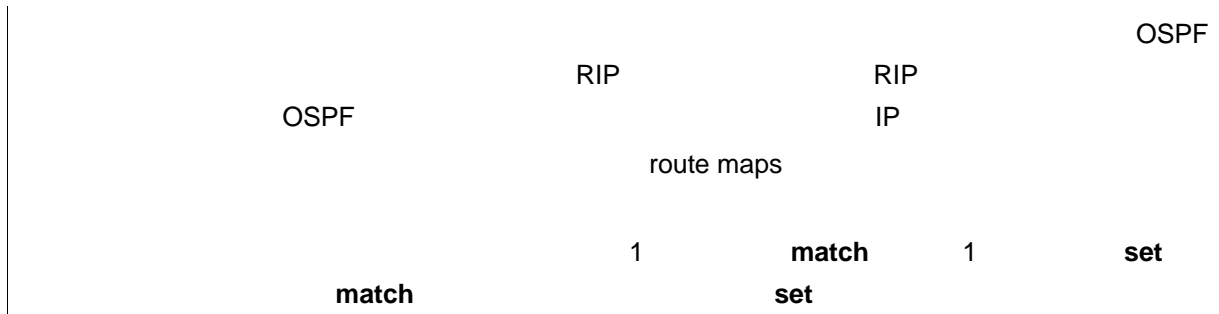 OSPF
RIP RIP
OSPF IP
route maps
1 match 1 set
match set